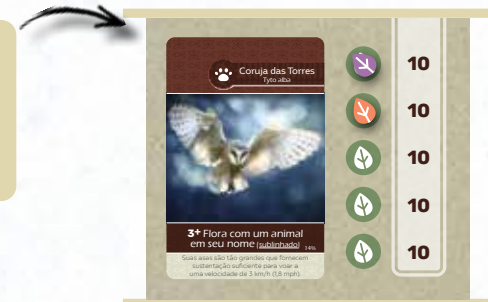 Coruja das Torres
Tyto alba
3+ Flora com um animal
em seu nome (sublinhado)
14%
Suas asas são tão grandes que fornecem
sustentação suficiente para voar a
uma velocidade de 3 km/h (1,8 mph)
10
10
10
10
10